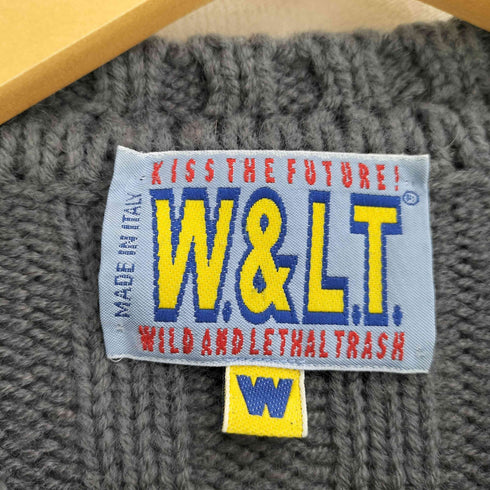 KISS THE FUTURE!
W.&L.T.®
WILD AND LETHAL TRASH
MADE IN ITALY
W